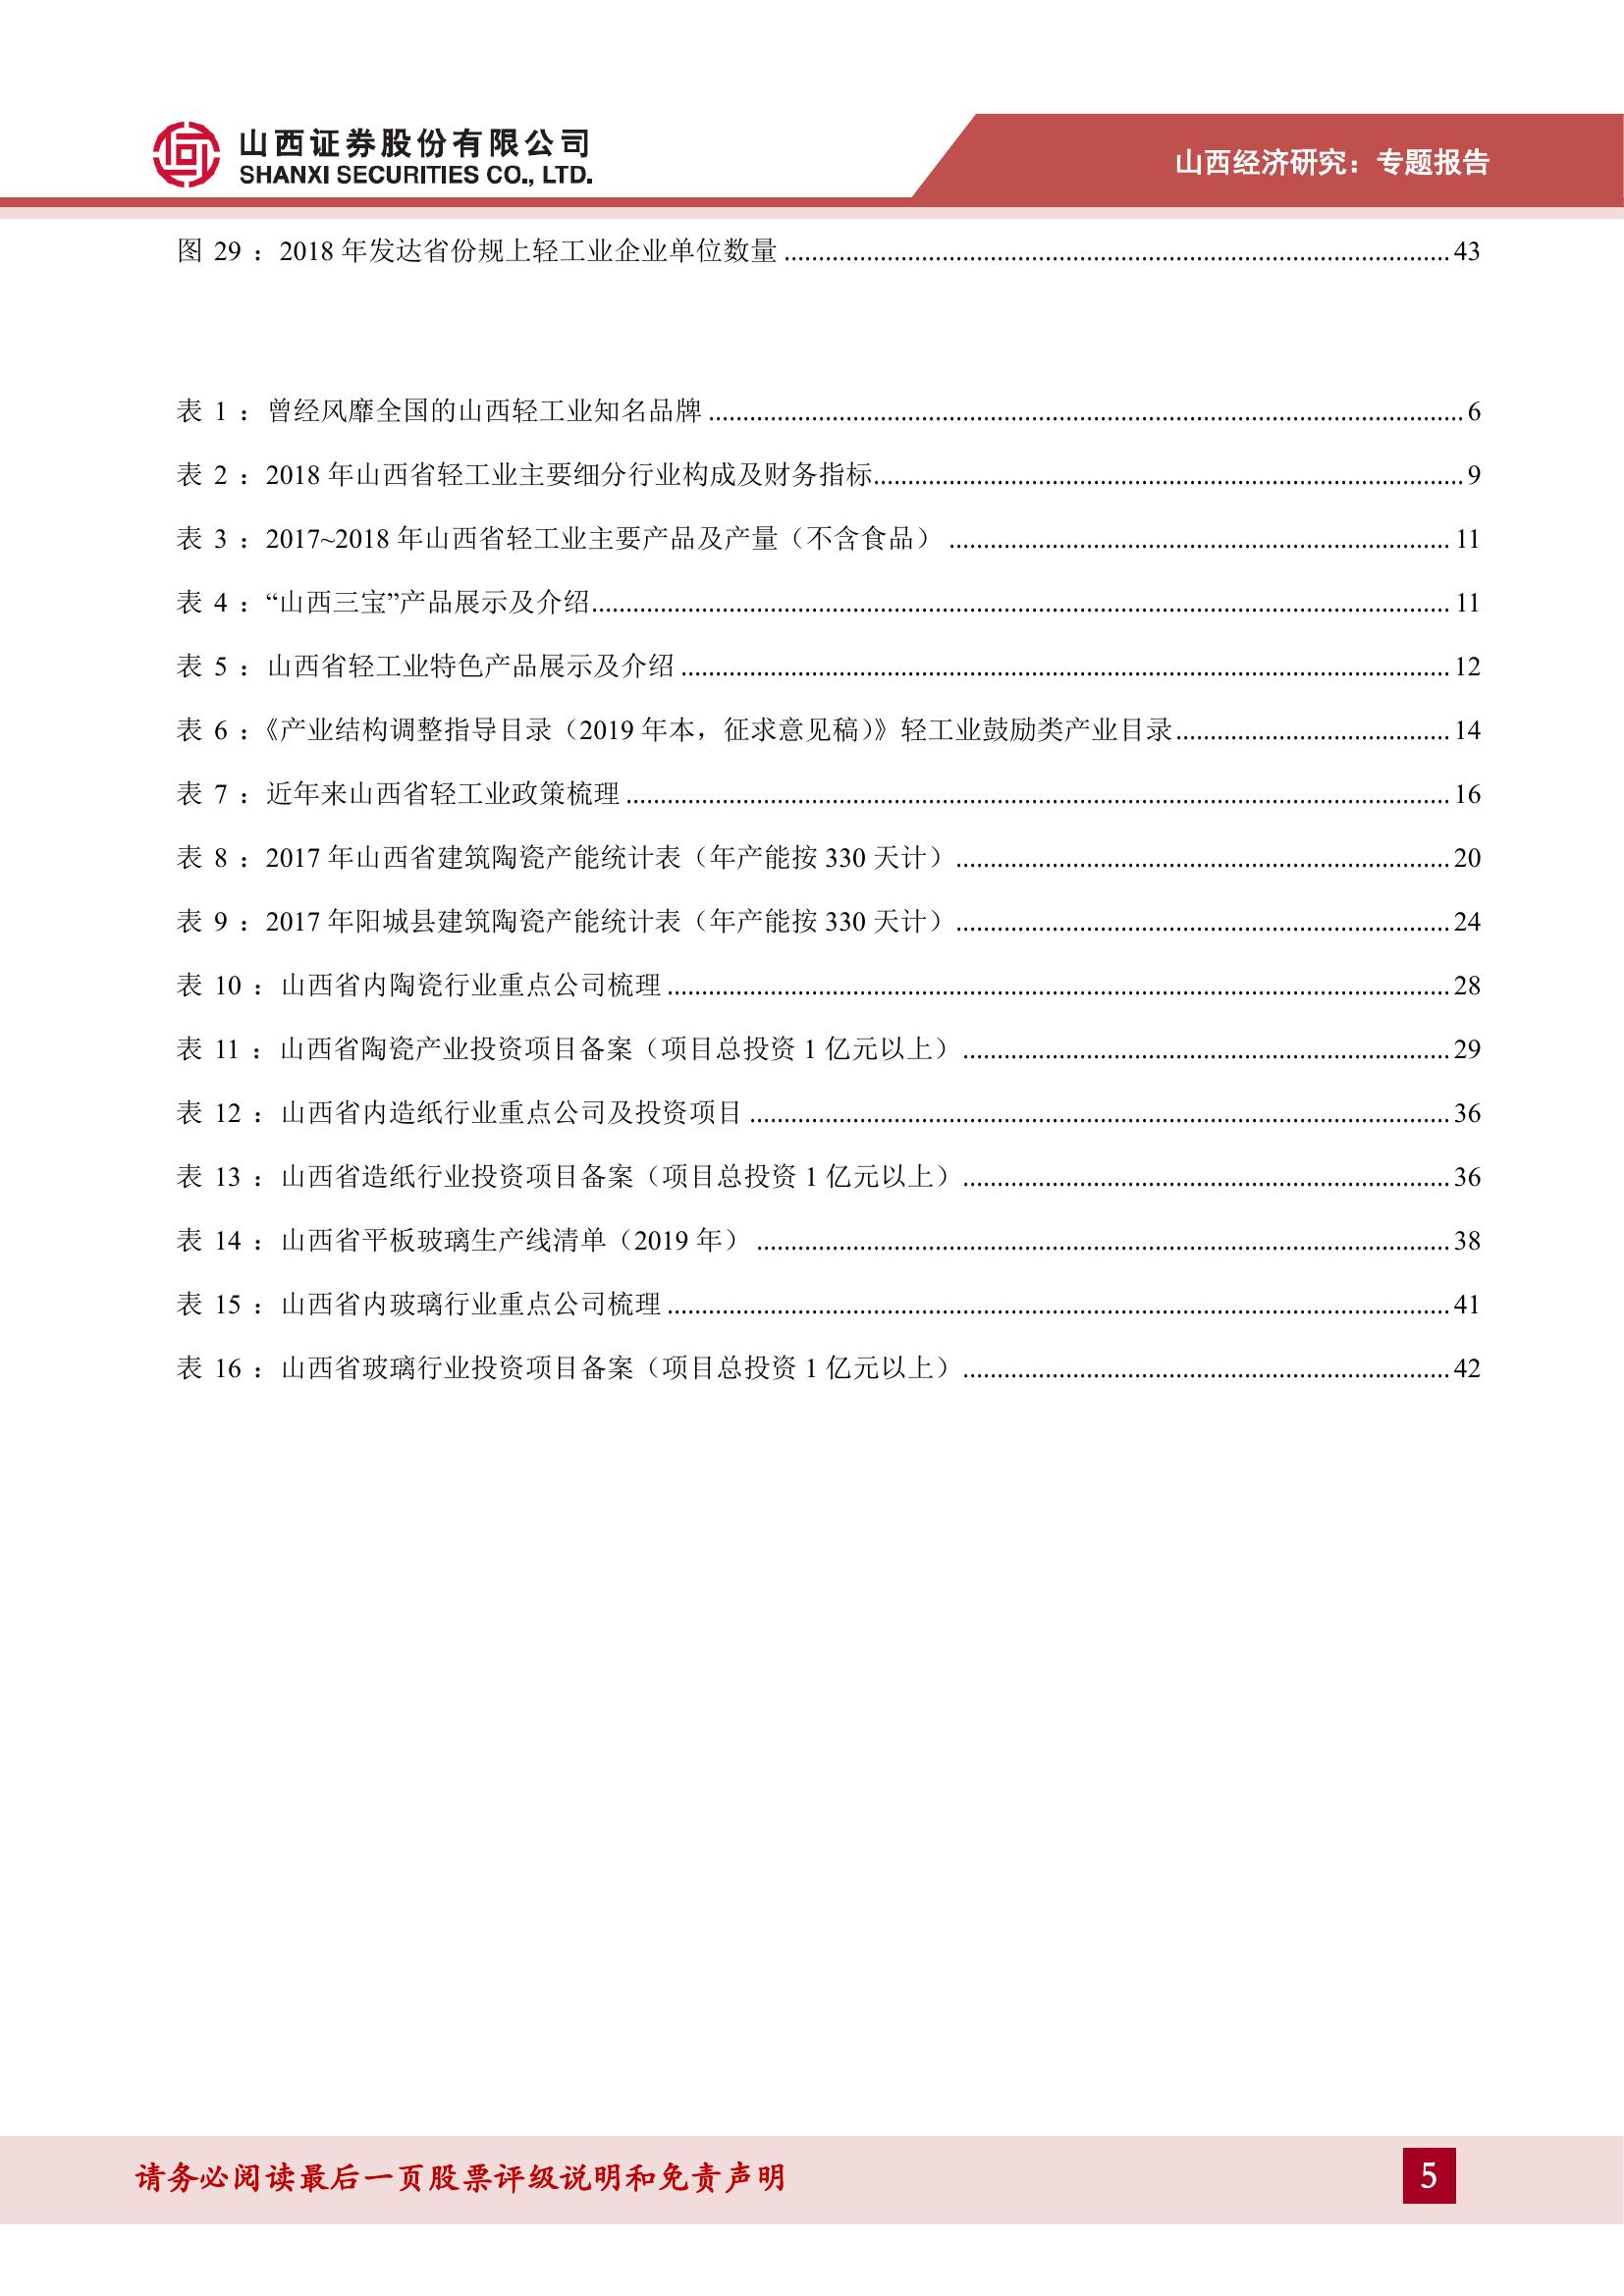 山西证券股份有限公司
SHANXI SECURITIES CO., LTD.
山西经济研究：专题报告
图 29 ：2018 年发达省份规上轻工业企业单位数量 ........ 43
表 1 ：曾经风靡全国的山西轻工业知名品牌 ........ 6
表 2 ：2018 年山西省轻工业主要细分行业构成及财务指标 ........ 9
表 3 ：2017~2018 年山西省轻工业主要产品及产量（不含食品） ........ 11
表 4 ：“山西三宝”产品展示及介绍 ........ 11
表 5 ：山西省轻工业特色产品展示及介绍 ........ 12
表 6 ：《产业结构调整指导目录（2019 年本，征求意见稿）》轻工业鼓励类产业目录 ........ 14
表 7 ：近年来山西省轻工业政策梳理 ........ 16
表 8 ：2017 年山西省建筑陶瓷产能统计表（年产能按 330 天计） ........ 20
表 9 ：2017 年阳城县建筑陶瓷产能统计表（年产能按 330 天计） ........ 24
表 10 ：山西省内陶瓷行业重点公司梳理 ........ 28
表 11 ：山西省陶瓷产业投资项目备案（项目总投资 1 亿元以上） ........ 29
表 12 ：山西省内造纸行业重点公司及投资项目 ........ 36
表 13 ：山西省造纸行业投资项目备案（项目总投资 1 亿元以上） ........ 36
表 14 ：山西省平板玻璃生产线清单（2019 年） ........ 38
表 15 ：山西省内玻璃行业重点公司梳理 ........ 41
表 16 ：山西省玻璃行业投资项目备案（项目总投资 1 亿元以上） ........ 42
请务必阅读最后一页股票评级说明和免责声明
5